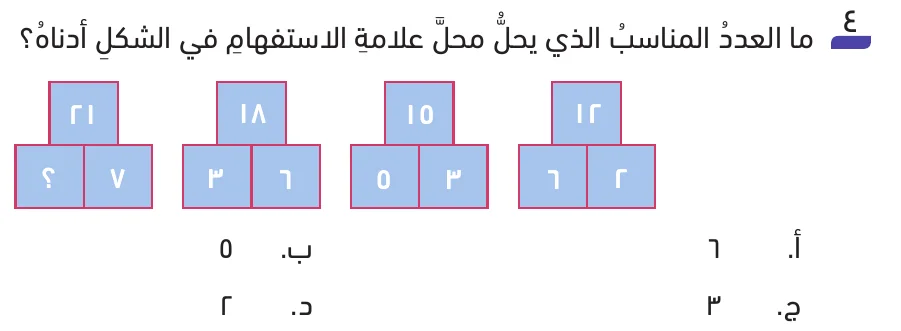 ٤ ما العددُ المناسبُ الذي يحلُّ محلَّ علامةِ الاستفهامِ في الشكلِ أدناهُ؟
١٢ ١٥ ١٨ ٢١
٢ ٦ ٣ ٥ ٦ ٣ ٧ ؟
أ. ٦ ب. ٥
ج. ٣ د. ٢